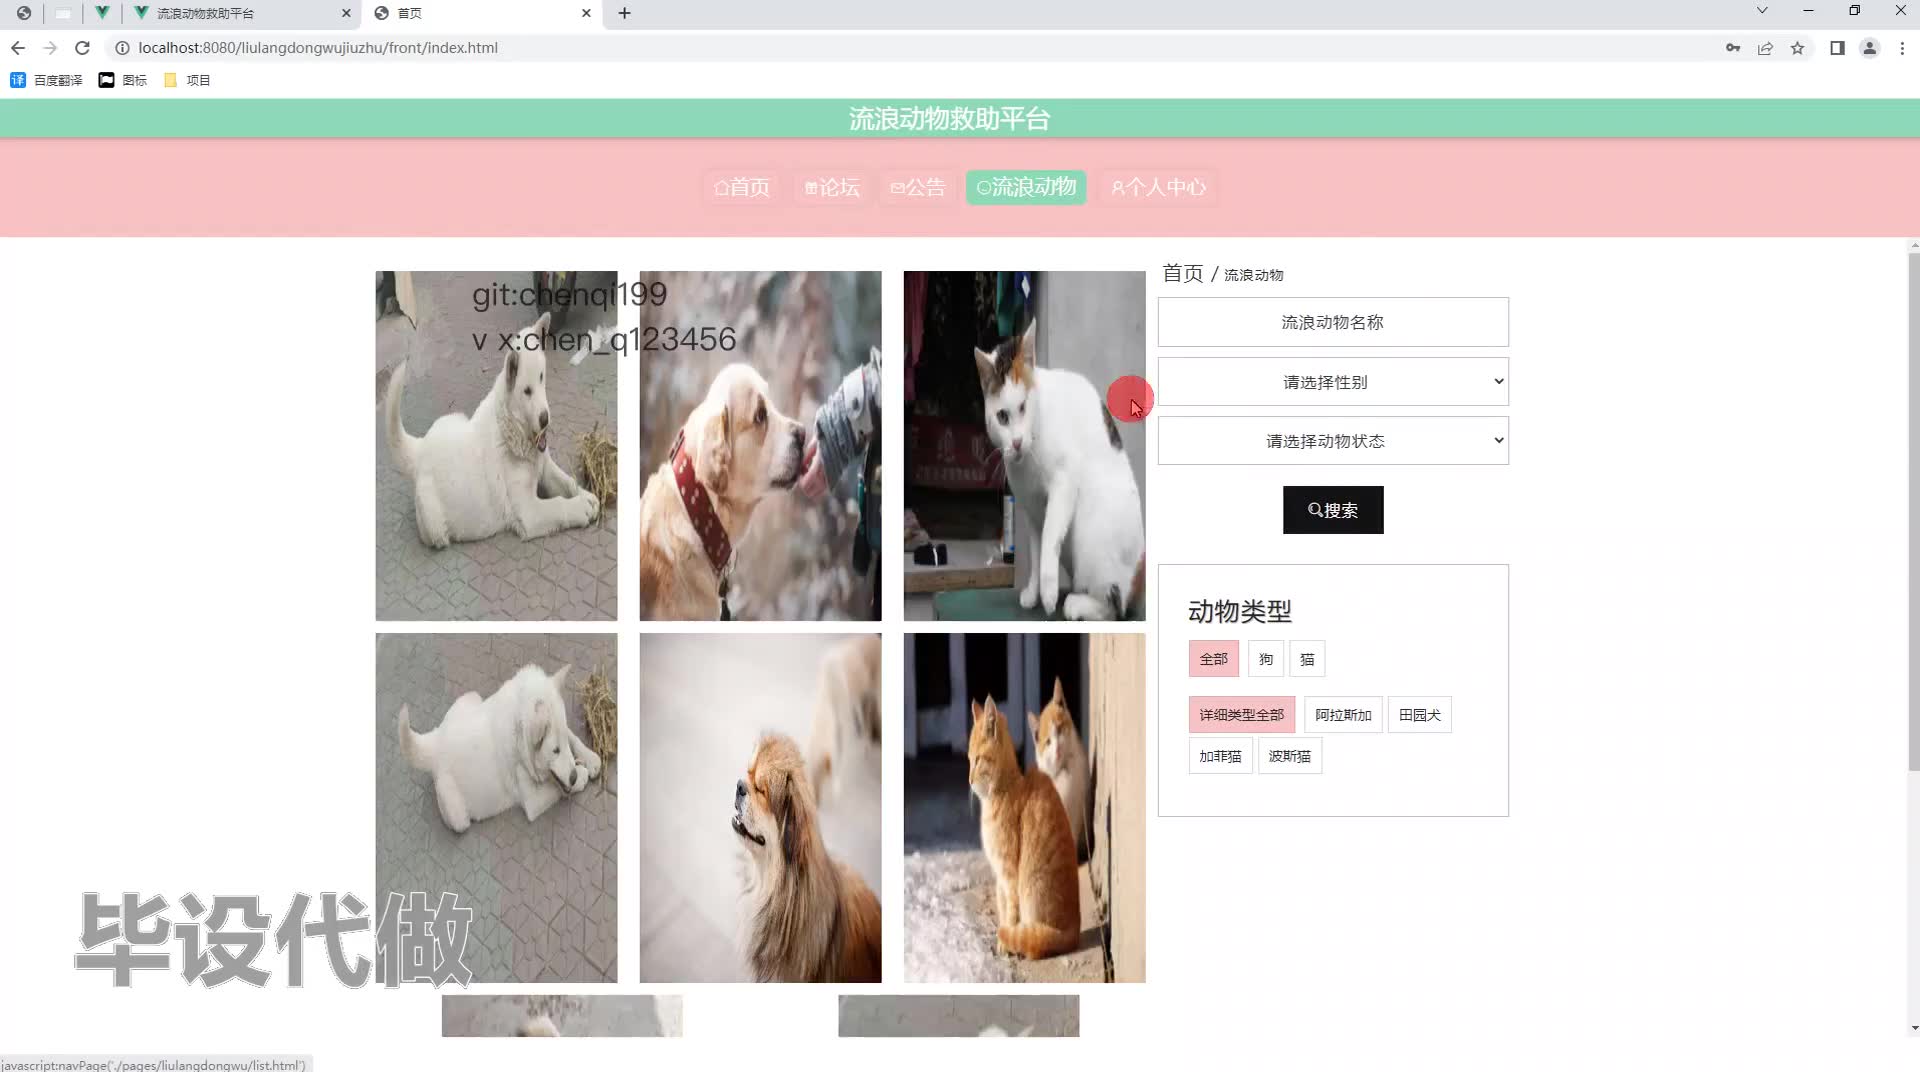 流浪动物救助平台
首页
localhost:8080/liulangdongwujiuzhu/front/index.html
百度翻译
图标
项目
流浪动物救助平台
首页
论坛
公告
流浪动物
个人中心
git:chenqi199
v x:chen_q123456
首页 / 流浪动物
流浪动物名称
请选择性别
请选择动物状态
搜索
动物类型
全部
狗
猫
详细类型全部
阿拉斯加
田园犬
加菲猫
波斯猫
毕设代做
javascript:navPage('./pages/liulangdongwu/list.html')